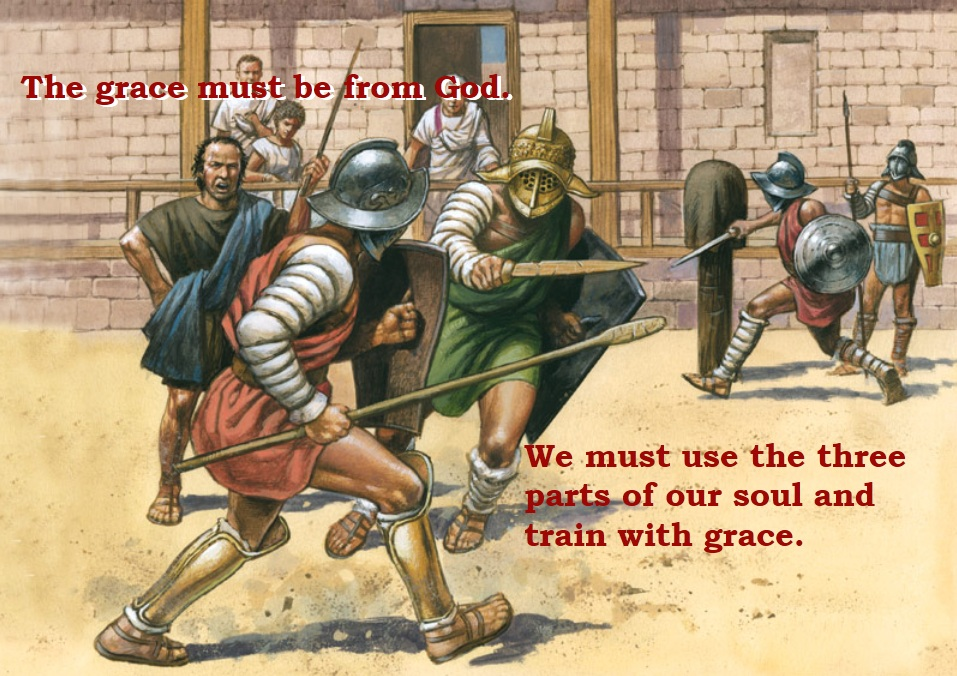 The grace must be from God.
We must use the three
parts of our soul and
train with grace.